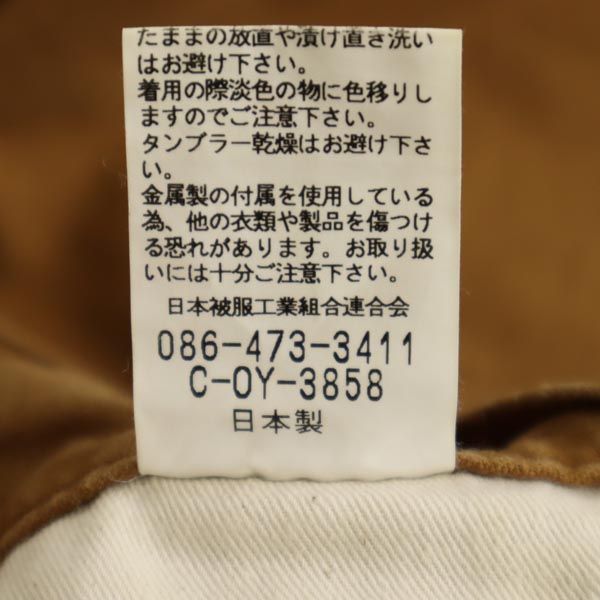 たままの放置や漬け置き洗い
はお避け下さい。
着用の際淡色の物に色移りし
ますのでご注意下さい。
タンブラー乾燥はお避け下さ
い。
金属製の付属を使用している
為、他の衣類や製品を傷つけ
る恐れがあります。お取り扱
いには十分ご注意下さい。
日本被服工業組合連合会
086-473-3411
C-OY-3858
日本製